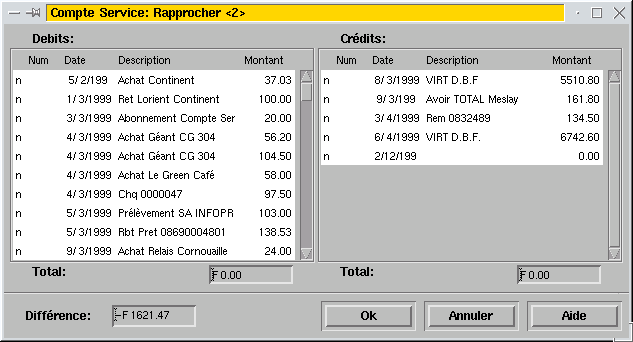 Compte Service: Rapprocher <2>
Debits:
Num Date Description Montant
n 5/ 2/199 Achat Continent 37.03
n 1/ 3/1999 Ret Lorient Continent 100.00
n 3/ 3/1999 Abonnement Compte Ser 20.00
n 4/ 3/1999 Achat Géant CG 304 56.20
n 4/ 3/1999 Achat Géant CG 304 104.50
n 4/ 3/1999 Achat Le Green Café 58.00
n 4/ 3/1999 Chq 0000047 97.50
n 5/ 3/1999 Prélèvement SA INFOPR 103.00
n 5/ 3/1999 Rbt Pret 08690004801 138.53
n 9/ 3/1999 Achat Relais Cornouaille 24.00
Total: F 0.00
Crédits:
Num Date Description Montant
n 8/ 3/1999 VIRT D.B.F 5510.80
n 9/ 3/199 Avoir TOTAL Meslay 161.80
n 3/ 4/1999 Rem 0832489 134.50
n 6/ 4/1999 VIRT D.B.F. 6742.60
n 2/12/199 0.00
Total: F 0.00
Différence: -F 1621.47
Ok Annuler Aide